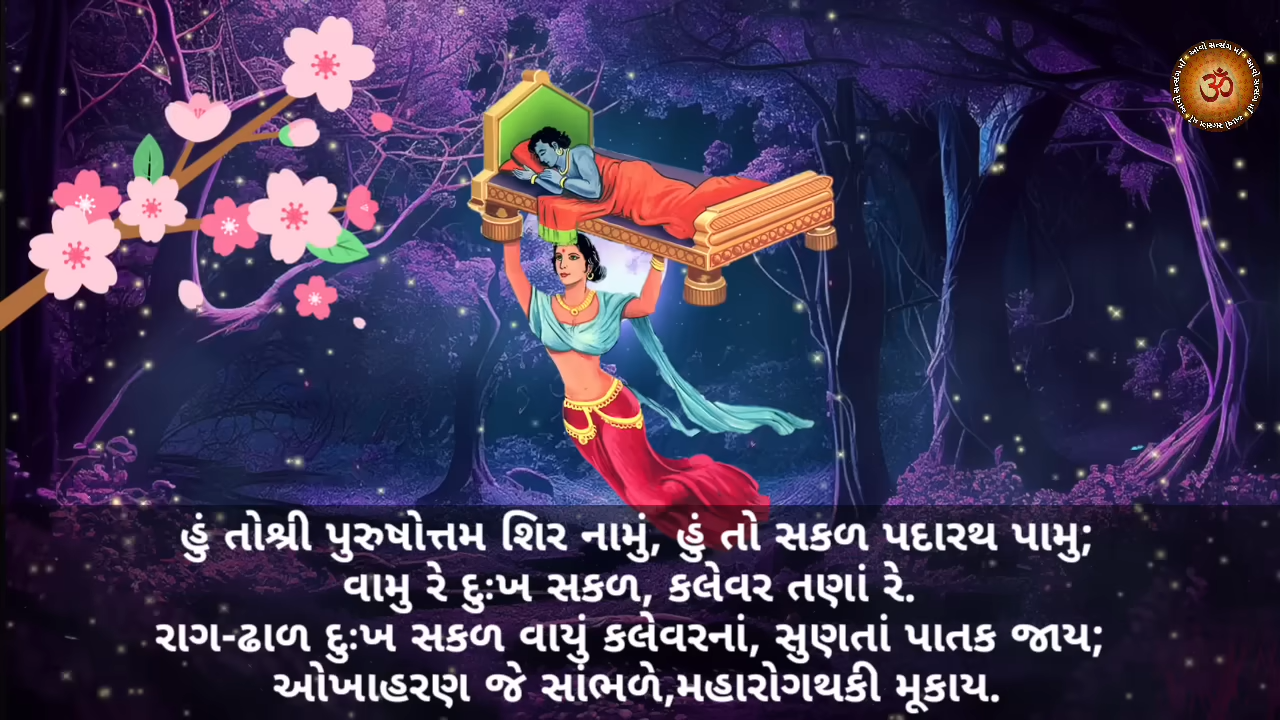 ૐ
હું તોશ્રી પુરુષોત્તમ શિર નામું, હું તો સકળ પદારથ પામુ;
વામુ રે દુઃખ સકળ, કલેવર તણાં રે.
રાગ-ઢાળ દુઃખ સકળ વાયું કલેવરનાં, સુણતાં પાતક જાય;
ઓખાહરણ જે સાંભળે,મહારોગથકી મૂકાય.